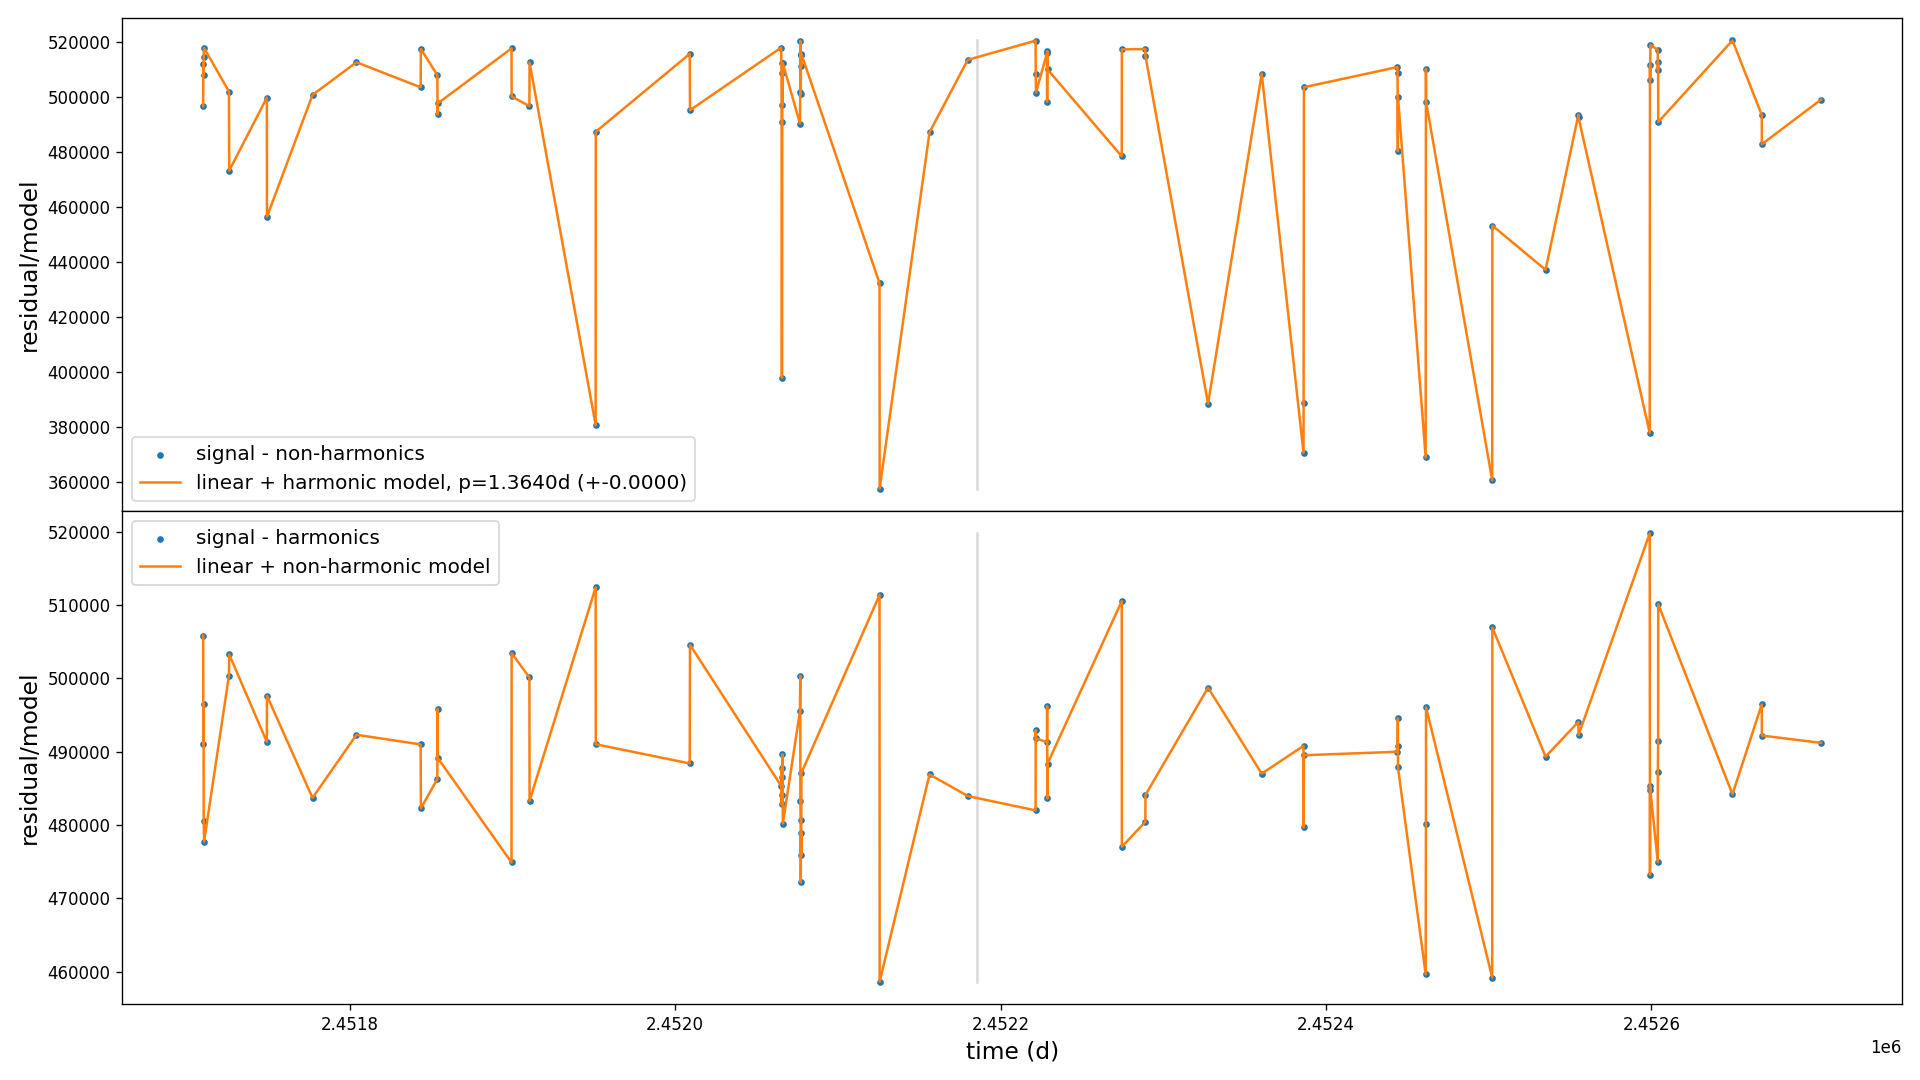 520000
500000
480000
460000
440000
420000
400000
380000
360000
residual/model
signal - non-harmonics
linear + harmonic model, p=1.3640d (+-0.0000)
520000
510000
500000
490000
480000
470000
460000
residual/model
signal - harmonics
linear + non-harmonic model
2.4518
2.4520
2.4522
2.4524
2.4526
time (d)
1e6